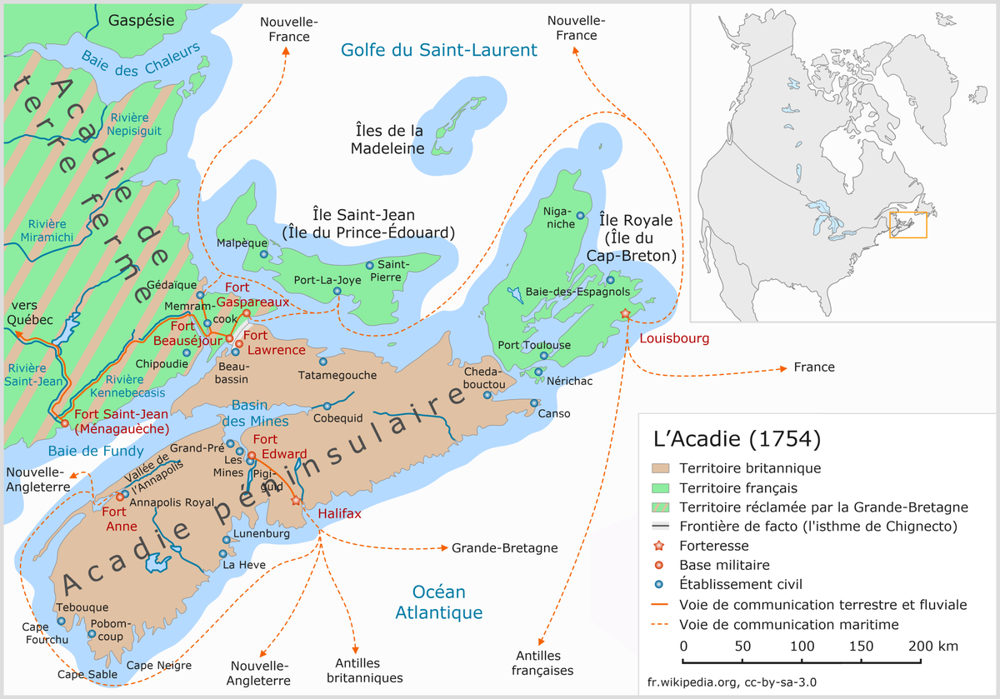 Gaspésie
Baie des Chaleurs
Nouvelle-
France
Golfe du Saint-Laurent
Nouvelle-
France
Acadie de
terre ferme
Rivière
Nepisiguit
Îles de la
Madeleine
Rivière
Miramichi
Île Saint-Jean
(Île du Prince-Édouard)
Malpèque
Saint-
Pierre
Port-La-Joye
Niga-
niche
Île Royale
(Île du
Cap-Breton)
Baie-des-Espagnols
Gédaïque
Fort
Gaspareaux
Memram-
cook
vers
Québec
Fort
Beauséjour
Fort
Lawrence
Louisbourg
Port Toulouse
Chipoudie
Beau-
bassin
Tatamegouche
Cheda-
bouctou
Nérichac
France
Rivière
Saint-Jean
Rivière
Kennebecasis
Canso
Basin
des Mines
Cobequid
Fort Saint-Jean
(Ménagauèche)
Baie de Fundy
Grand-Pré
Fort
Edward
Les
Mines
Pigi-
guid
Vallée de
l'Annapolis
Nouvelle-
Angleterre
Annapolis Royal
Fort
Anne
Halifax
Acadie péninsulaire
Lunenburg
La Heve
Grande-Bretagne
Océan
Atlantique
Tebouque
Cape
Fourchu
Pobom-
coup
Cape Neigre
Cape Sable
Nouvelle-
Angleterre
Antilles
britanniques
Antilles
françaises
L’Acadie (1754)
Territoire britannique
Territoire français
Territoire réclamée par la Grande-Bretagne
Frontière de facto (l'isthme de Chignecto)
Forteresse
Base militaire
Établissement civil
Voie de communication terrestre et fluviale
Voie de communication maritime
0 50 100 150 200 km
fr.wikipedia.org, cc-by-sa-3.0